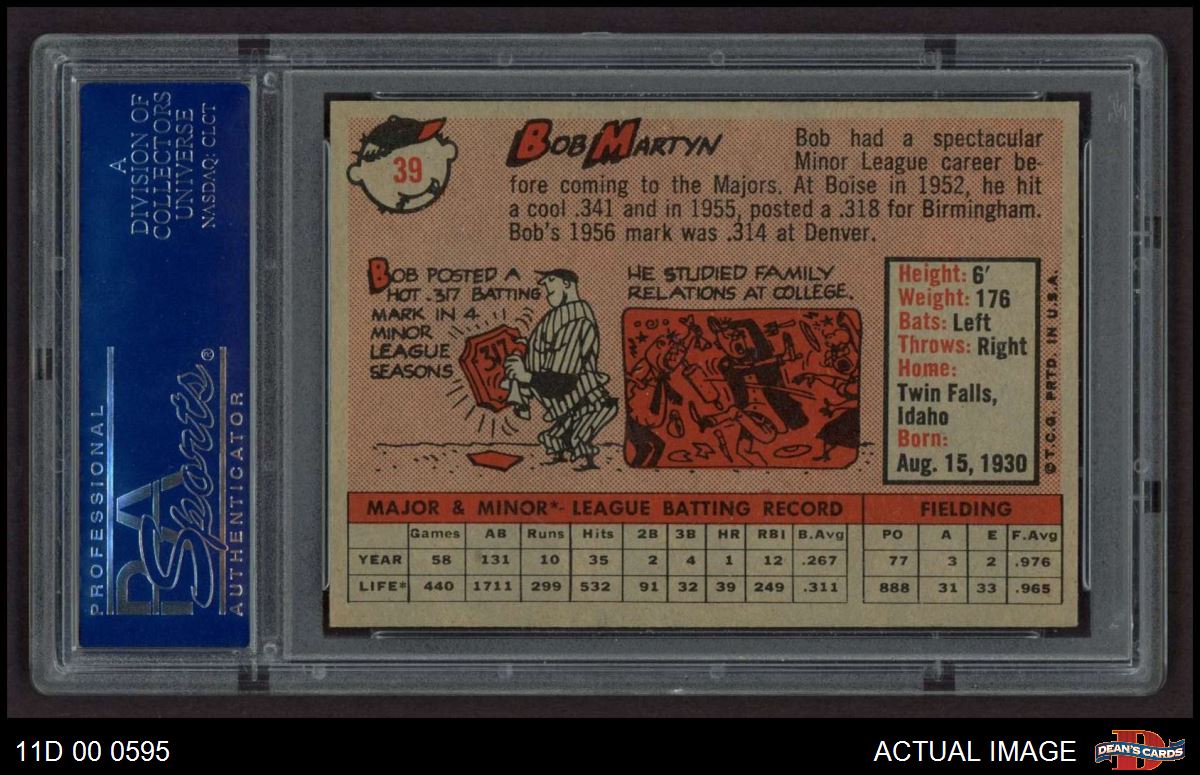 A
DIVISION OF
COLLECTORS
UNIVERSE
NASDAQ: CLCT
PROFESSIONAL
PSA
Sports®
AUTHENTICATOR
39
BOB MARTYN
Bob had a spectacular
Minor League career be-
fore coming to the Majors. At Boise in 1952, he hit
a cool .341 and in 1955, posted a .318 for Birmingham.
Bob's 1956 mark was .314 at Denver.
BOB POSTED A
HOT .317 BATTING
MARK IN 4
MINOR
LEAGUE
SEASONS
317
HE STUDIED FAMILY
RELATIONS AT COLLEGE.
Height: 6'
Weight: 176
Bats: Left
Throws: Right
Home:
Twin Falls,
Idaho
Born:
Aug. 15, 1930
©T.C.G. PRTD. IN U.S.A.
MAJOR & MINOR*- LEAGUE BATTING RECORD
Games AB Runs Hits 2B 3B HR RBI B.Avg
YEAR 58 131 10 35 2 4 1 12 .267
LIFE* 440 1711 299 532 91 32 39 249 .311
FIELDING
PO A E F.Avg
77 3 2 .976
888 31 33 .965
11D 00 0595
ACTUAL IMAGE
D
DEAN'S CARDS